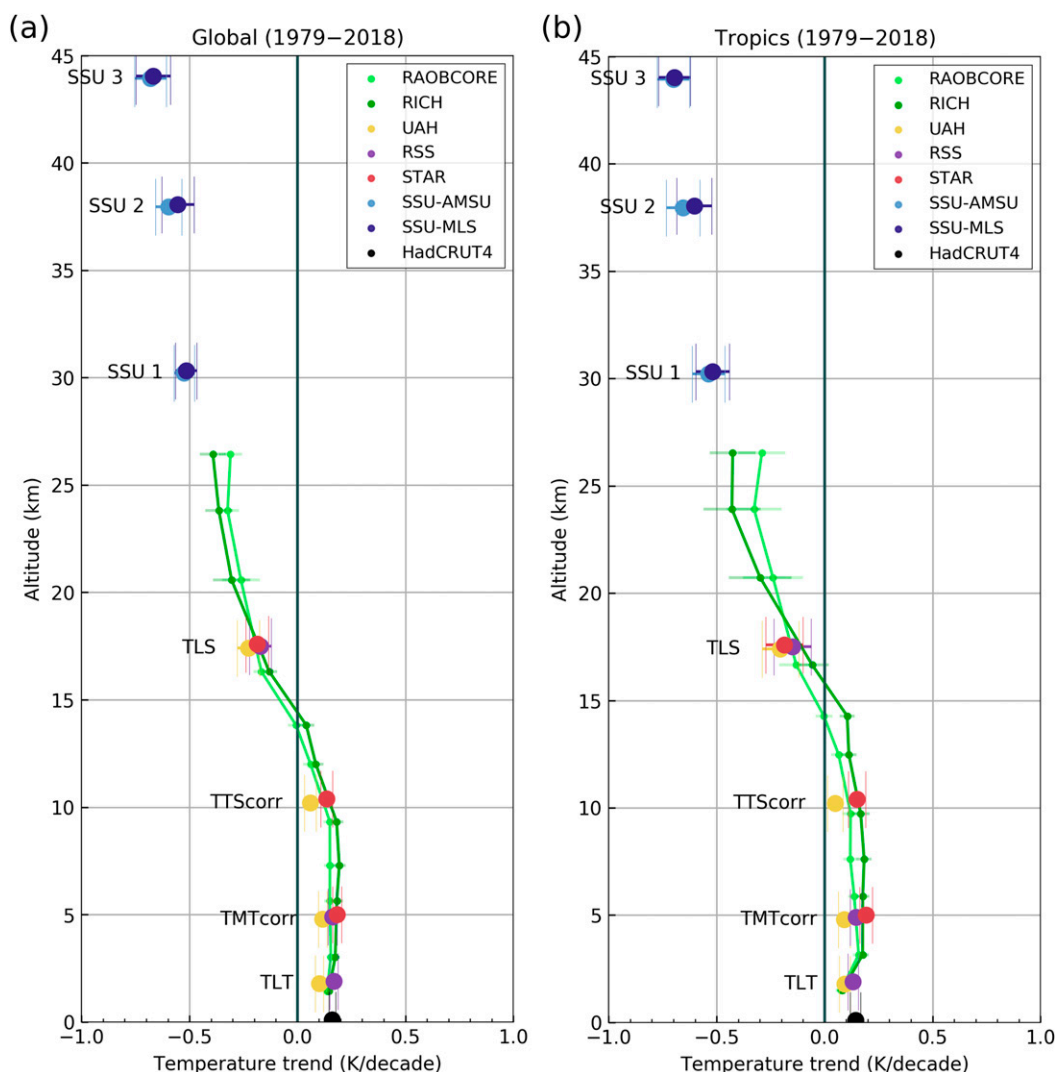 (a)
Global (1979−2018)
45
40
35
30
25
20
15
10
5
0
Altitude (km)
SSU 3
SSU 2
SSU 1
TLS
TTScorr
TMTcorr
TLT
RAOBCORE
RICH
UAH
RSS
STAR
SSU-AMSU
SSU-MLS
HadCRUT4
−1.0 −0.5 0.0 0.5 1.0
Temperature trend (K/decade)
(b)
Tropics (1979−2018)
45
40
35
30
25
20
15
10
5
0
Altitude (km)
SSU 3
SSU 2
SSU 1
TLS
TTScorr
TMTcorr
TLT
RAOBCORE
RICH
UAH
RSS
STAR
SSU-AMSU
SSU-MLS
HadCRUT4
−1.0 −0.5 0.0 0.5 1.0
Temperature trend (K/decade)